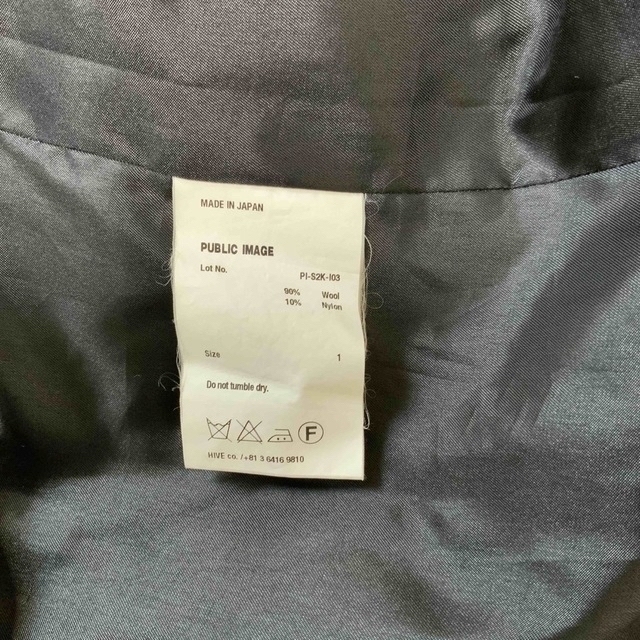 MADE IN JAPAN
PUBLIC IMAGE
Lot No. PI-S2K-I03
90% Wool
10% Nylon
Size 1
Do not tumble dry.
F
HIVE co. /+81 3 6416 9810